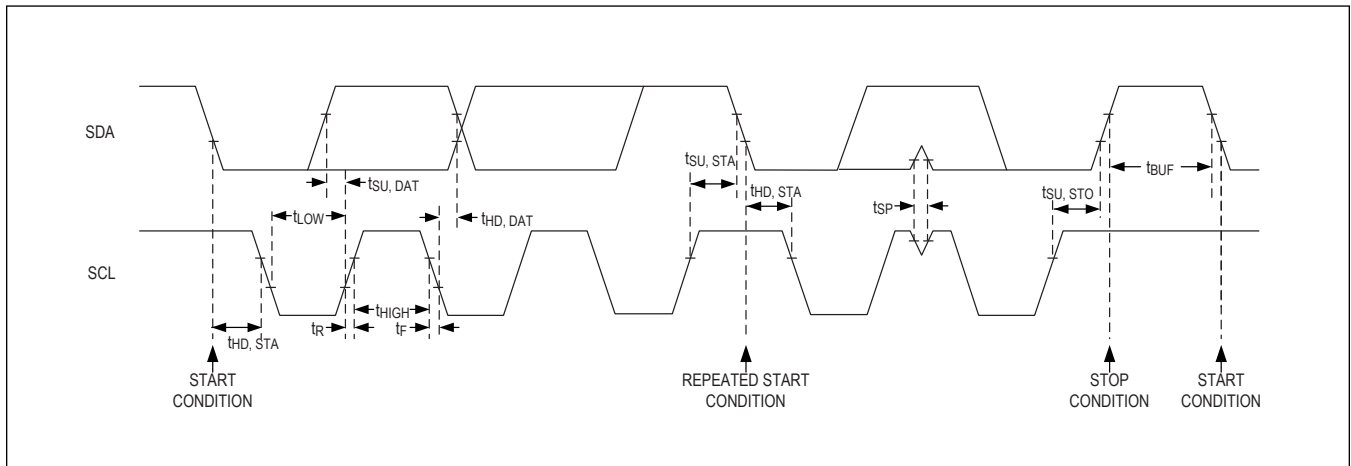 SDA
tSU, STA
tSU, DAT
tHD, STA
tBUF
tSU, STO
tLOW
tHD, DAT
tSP
SCL
tHIGH
tR
tF
tHD, STA
START
CONDITION
REPEATED START
CONDITION
STOP
CONDITION
START
CONDITION